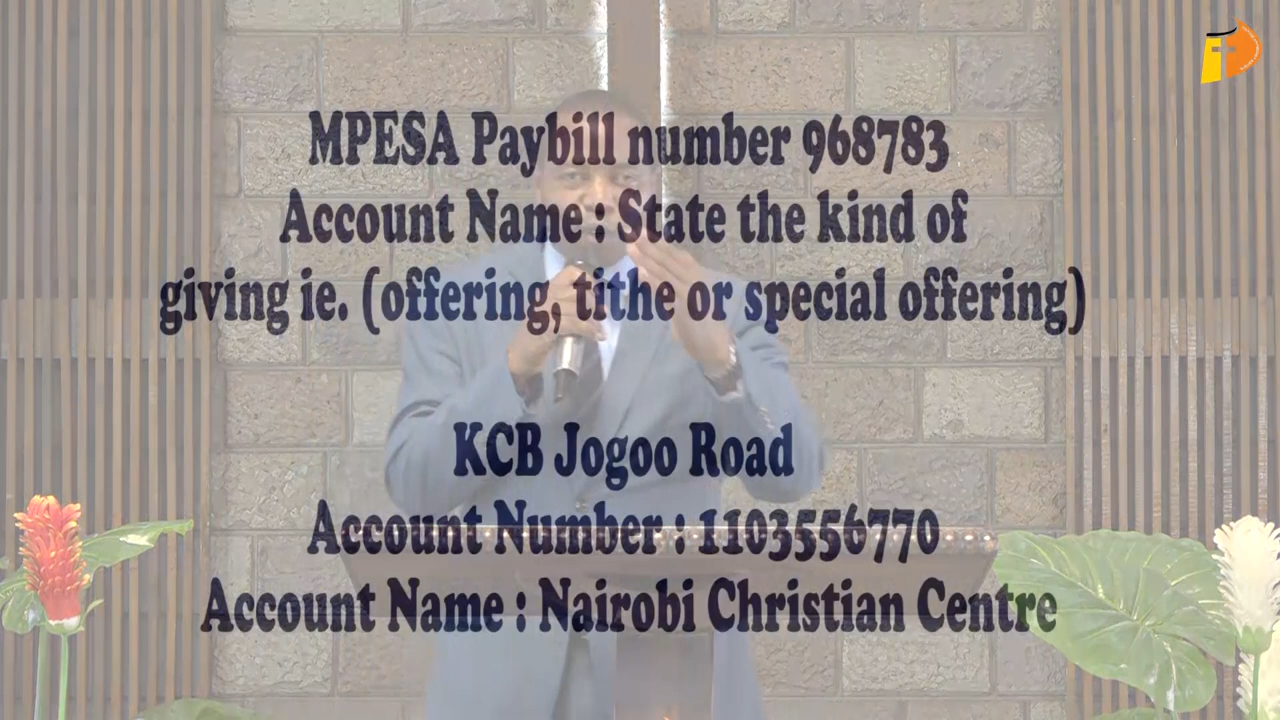 MPESA Paybill number 968783
Account Name : State the kind of
giving ie. (offering, tithe or special offering)
KCB Jogoo Road
Account Number : 1103556770
Account Name : Nairobi Christian Centre